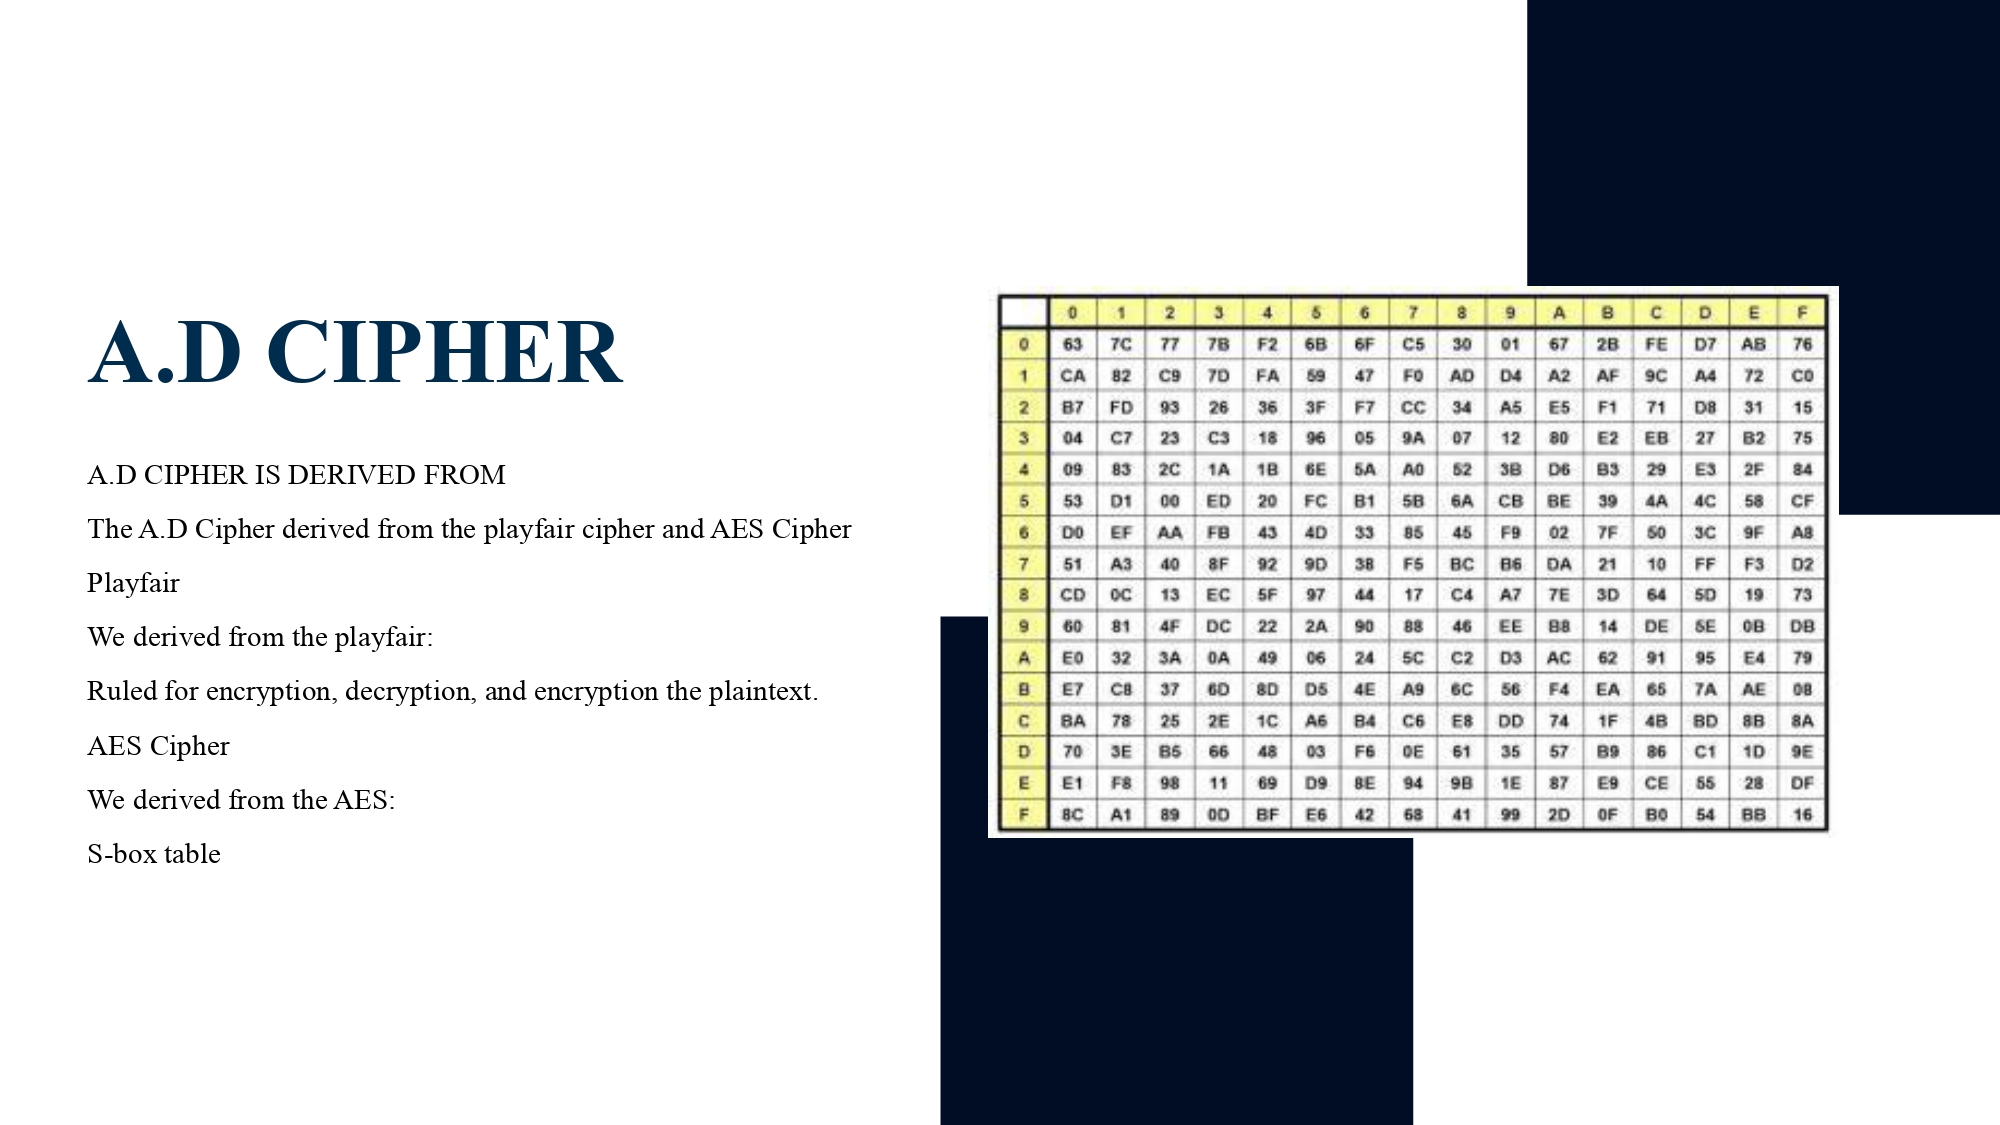 A.D CIPHER
A.D CIPHER IS DERIVED FROM
The A.D Cipher derived from the playfair cipher and AES Cipher
Playfair
We derived from the playfair:
Ruled for encryption, decryption, and encryption the plaintext.
AES Cipher
We derived from the AES:
S-box table
0 1 2 3 4 5 6 7 8 9 A B C D E F
0 63 7C 77 7B F2 6B 6F C5 30 01 67 2B FE D7 AB 76
1 CA 82 C9 7D FA 59 47 F0 AD D4 A2 AF 9C A4 72 C0
2 B7 FD 93 26 36 3F F7 CC 34 A5 E5 F1 71 D8 31 15
3 04 C7 23 C3 18 96 05 9A 07 12 80 E2 EB 27 B2 75
4 09 83 2C 1A 1B 6E 5A A0 52 3B D6 B3 29 E3 2F 84
5 53 D1 00 ED 20 FC B1 5B 6A CB BE 39 4A 4C 58 CF
6 D0 EF AA FB 43 4D 33 85 45 F9 02 7F 50 3C 9F A8
7 51 A3 40 8F 92 9D 38 F5 BC B6 DA 21 10 FF F3 D2
8 CD 0C 13 EC 5F 97 44 17 C4 A7 7E 3D 64 5D 19 73
9 60 81 4F DC 22 2A 90 88 46 EE B8 14 DE 5E 0B DB
A E0 32 3A 0A 49 06 24 5C C2 D3 AC 62 91 95 E4 79
B E7 C8 37 6D 8D D5 4E A9 6C 56 F4 EA 65 7A AE 08
C BA 78 25 2E 1C A6 B4 C6 E8 DD 74 1F 4B BD 8B 8A
D 70 3E B5 66 48 03 F6 0E 61 35 57 B9 86 C1 1D 9E
E E1 F8 98 11 69 D9 8E 94 9B 1E 87 E9 CE 55 28 DF
F 8C A1 89 0D BF E6 42 68 41 99 2D 0F B0 54 BB 16